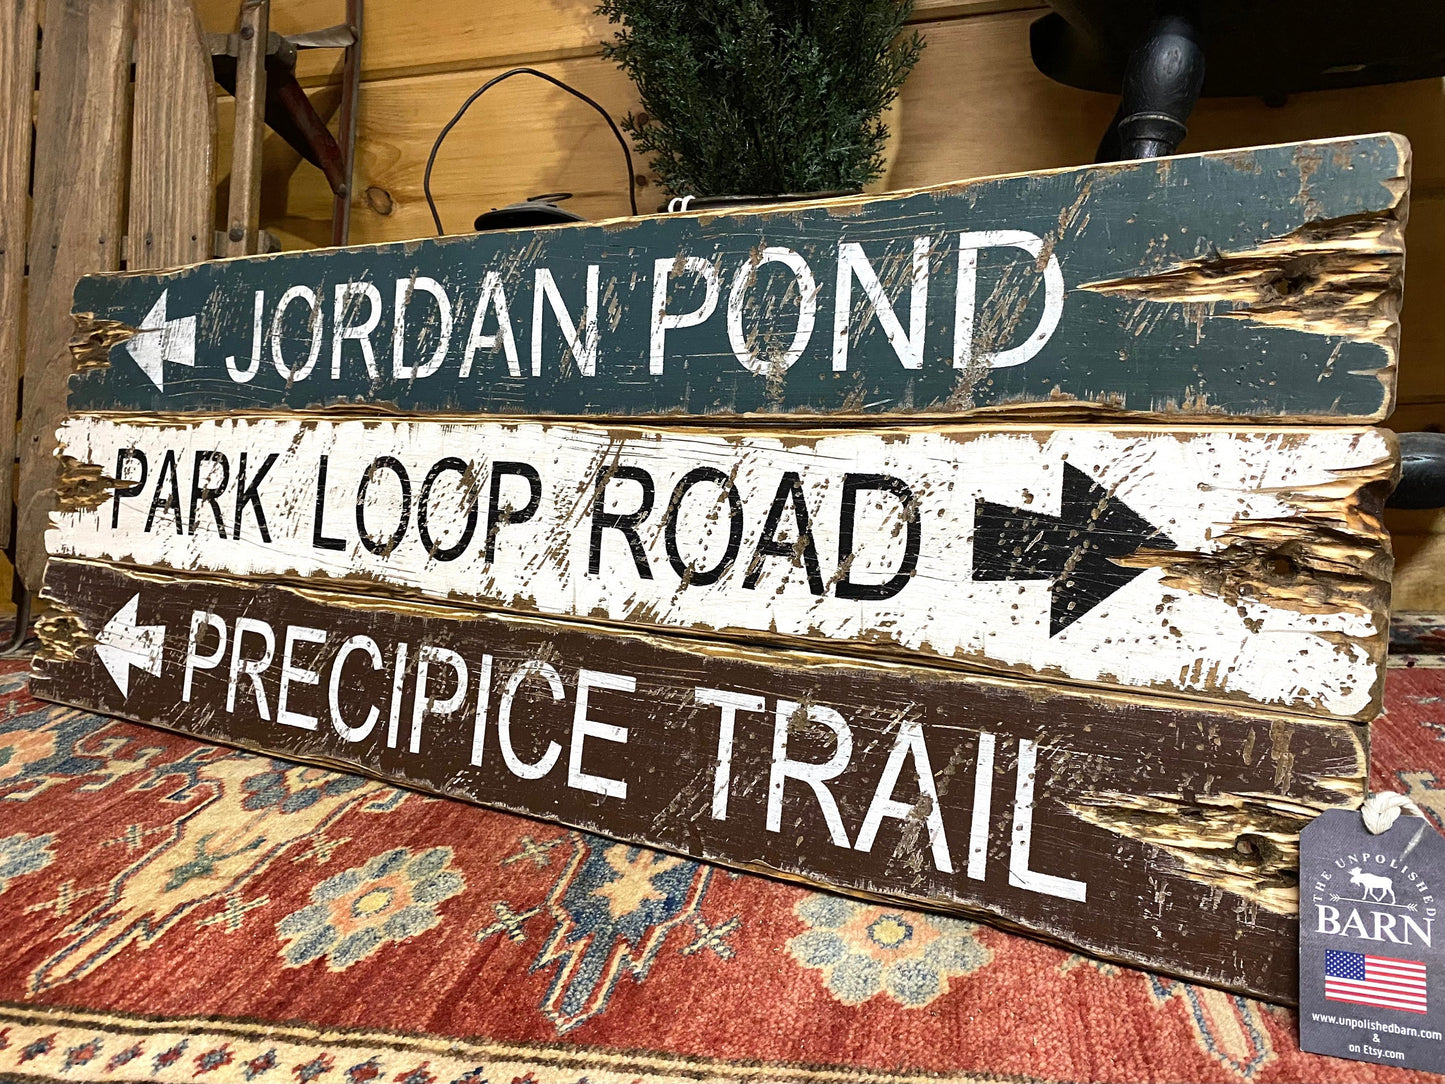 JORDAN POND
PARK LOOP ROAD
PRECIPICE TRAIL
THE UNPOLISHED
BARN
www.unpolishedbarn.com
&
on Etsy.com